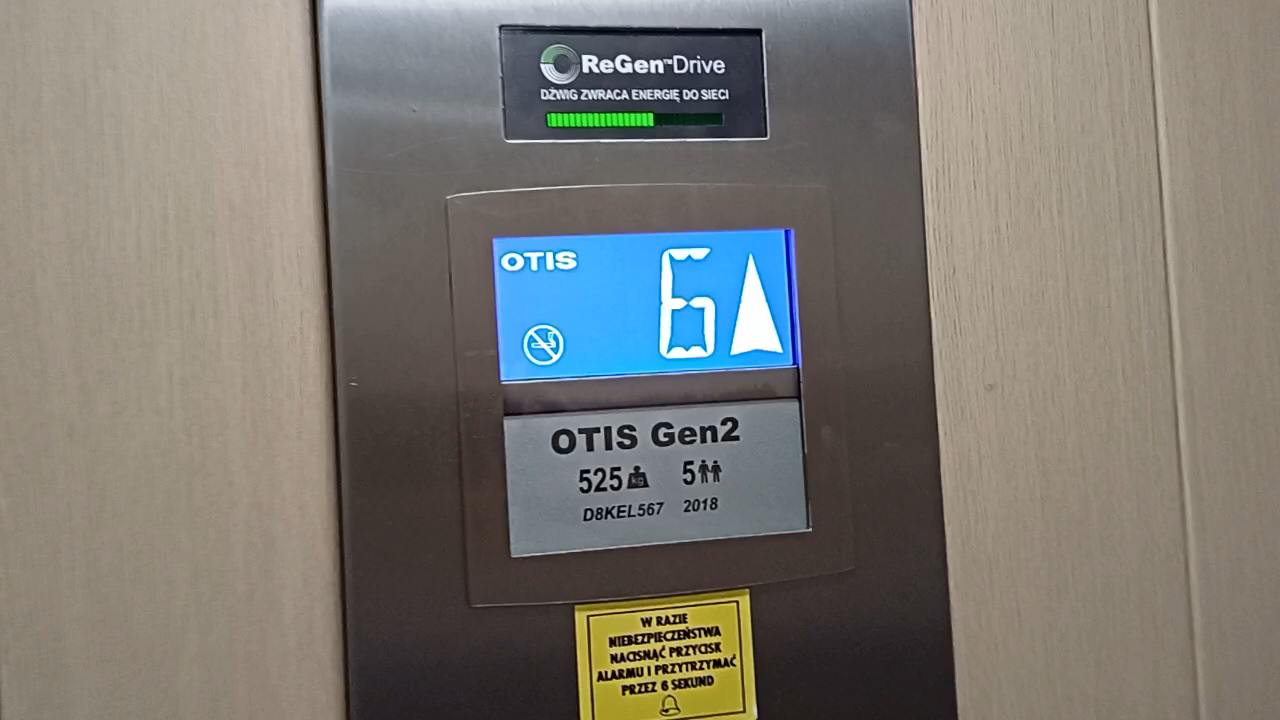 ReGen™Drive
DŹWIG ZWRACA ENERGIĘ DO SIECI
OTIS
6
OTIS Gen2
525 kg 5
D8KEL567 2018
W RAZIE
NIEBEZPIECZEŃSTWA
NACISNĄĆ PRZYCISK
ALARMU I PRZYTRZYMAĆ
PRZEZ 6 SEKUND